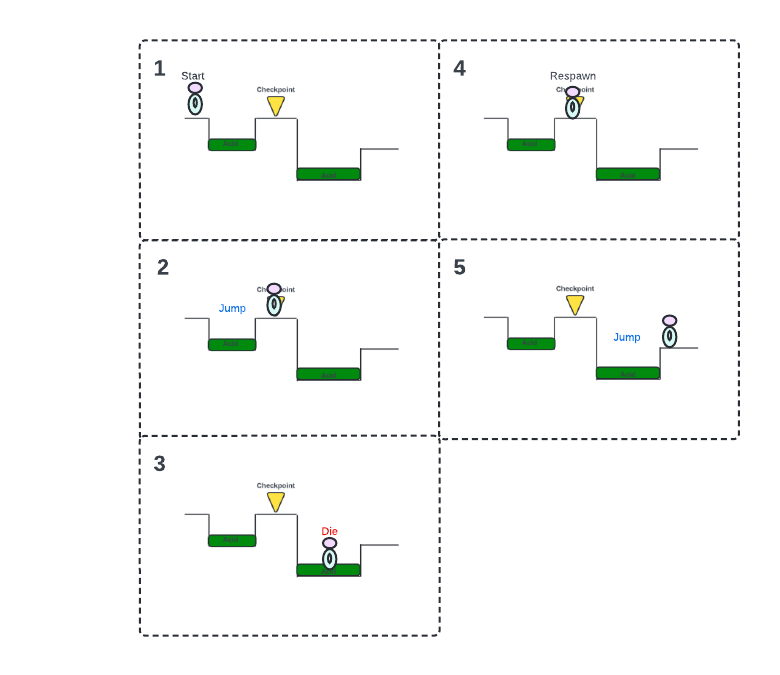 1
Start
Checkpoint
Acid
Acid
2
Checkpoint
Jump
Acid
Acid
3
Checkpoint
Die
Acid
4
Respawn
Checkpoint
Acid
Acid
5
Checkpoint
Jump
Acid
Acid